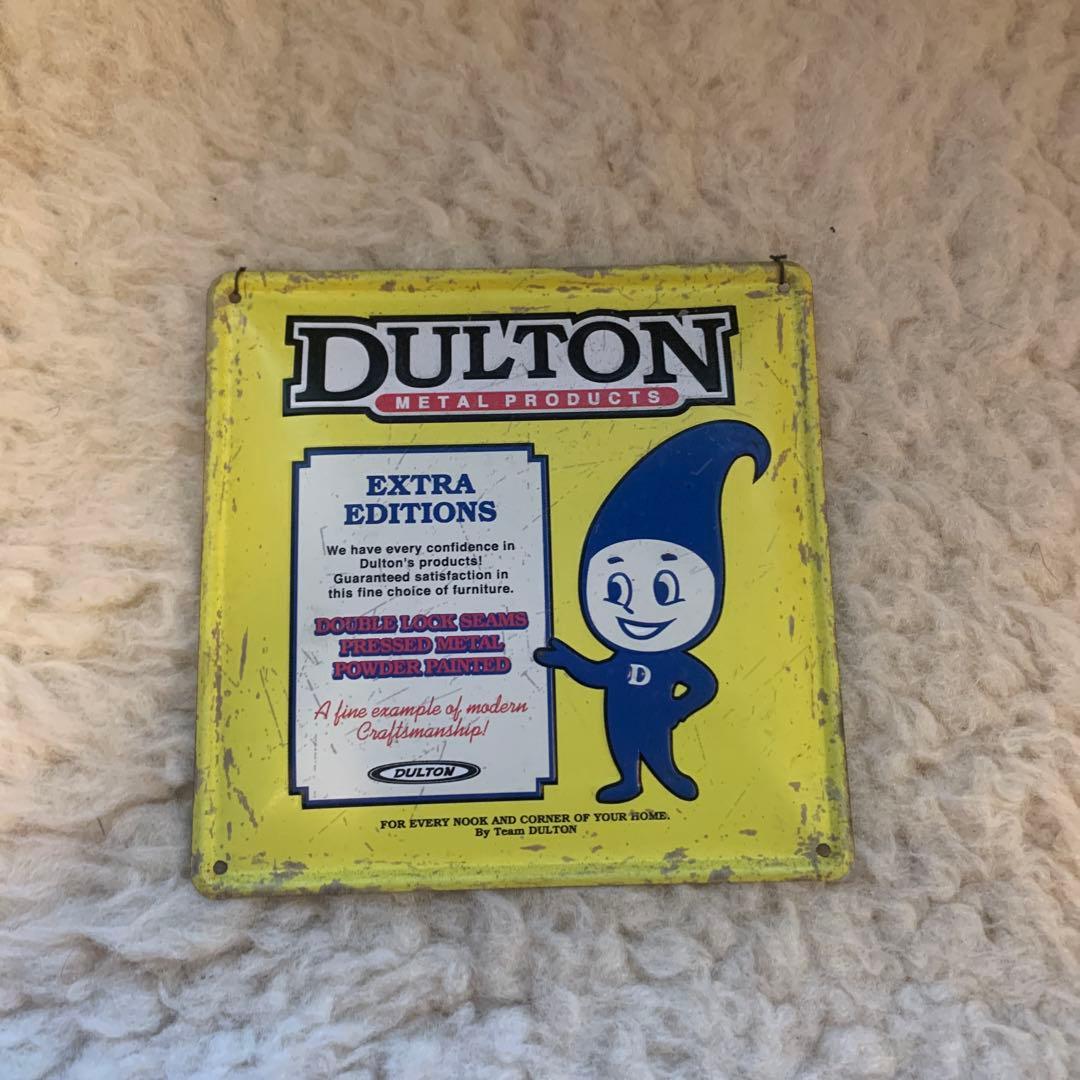 DULTON
METAL PRODUCTS
EXTRA
EDITIONS
We have every confidence in
Dulton's products!
Guaranteed satisfaction in
this fine choice of furniture.
DOUBLE LOCK SEAMS
PRESSED METAL
POWDER PAINTED
A fine example of modern
Craftsmanship!
DULTON
D
FOR EVERY NOOK AND CORNER OF YOUR HOME.
By Team DULTON